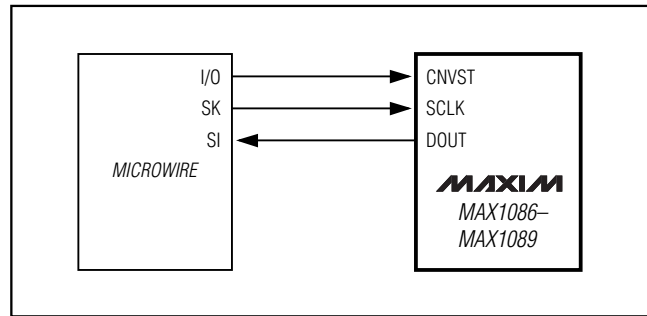 I/O
SK
SI
MICROWIRE
CNVST
SCLK
DOUT
MAXIM
MAX1086–
MAX1089